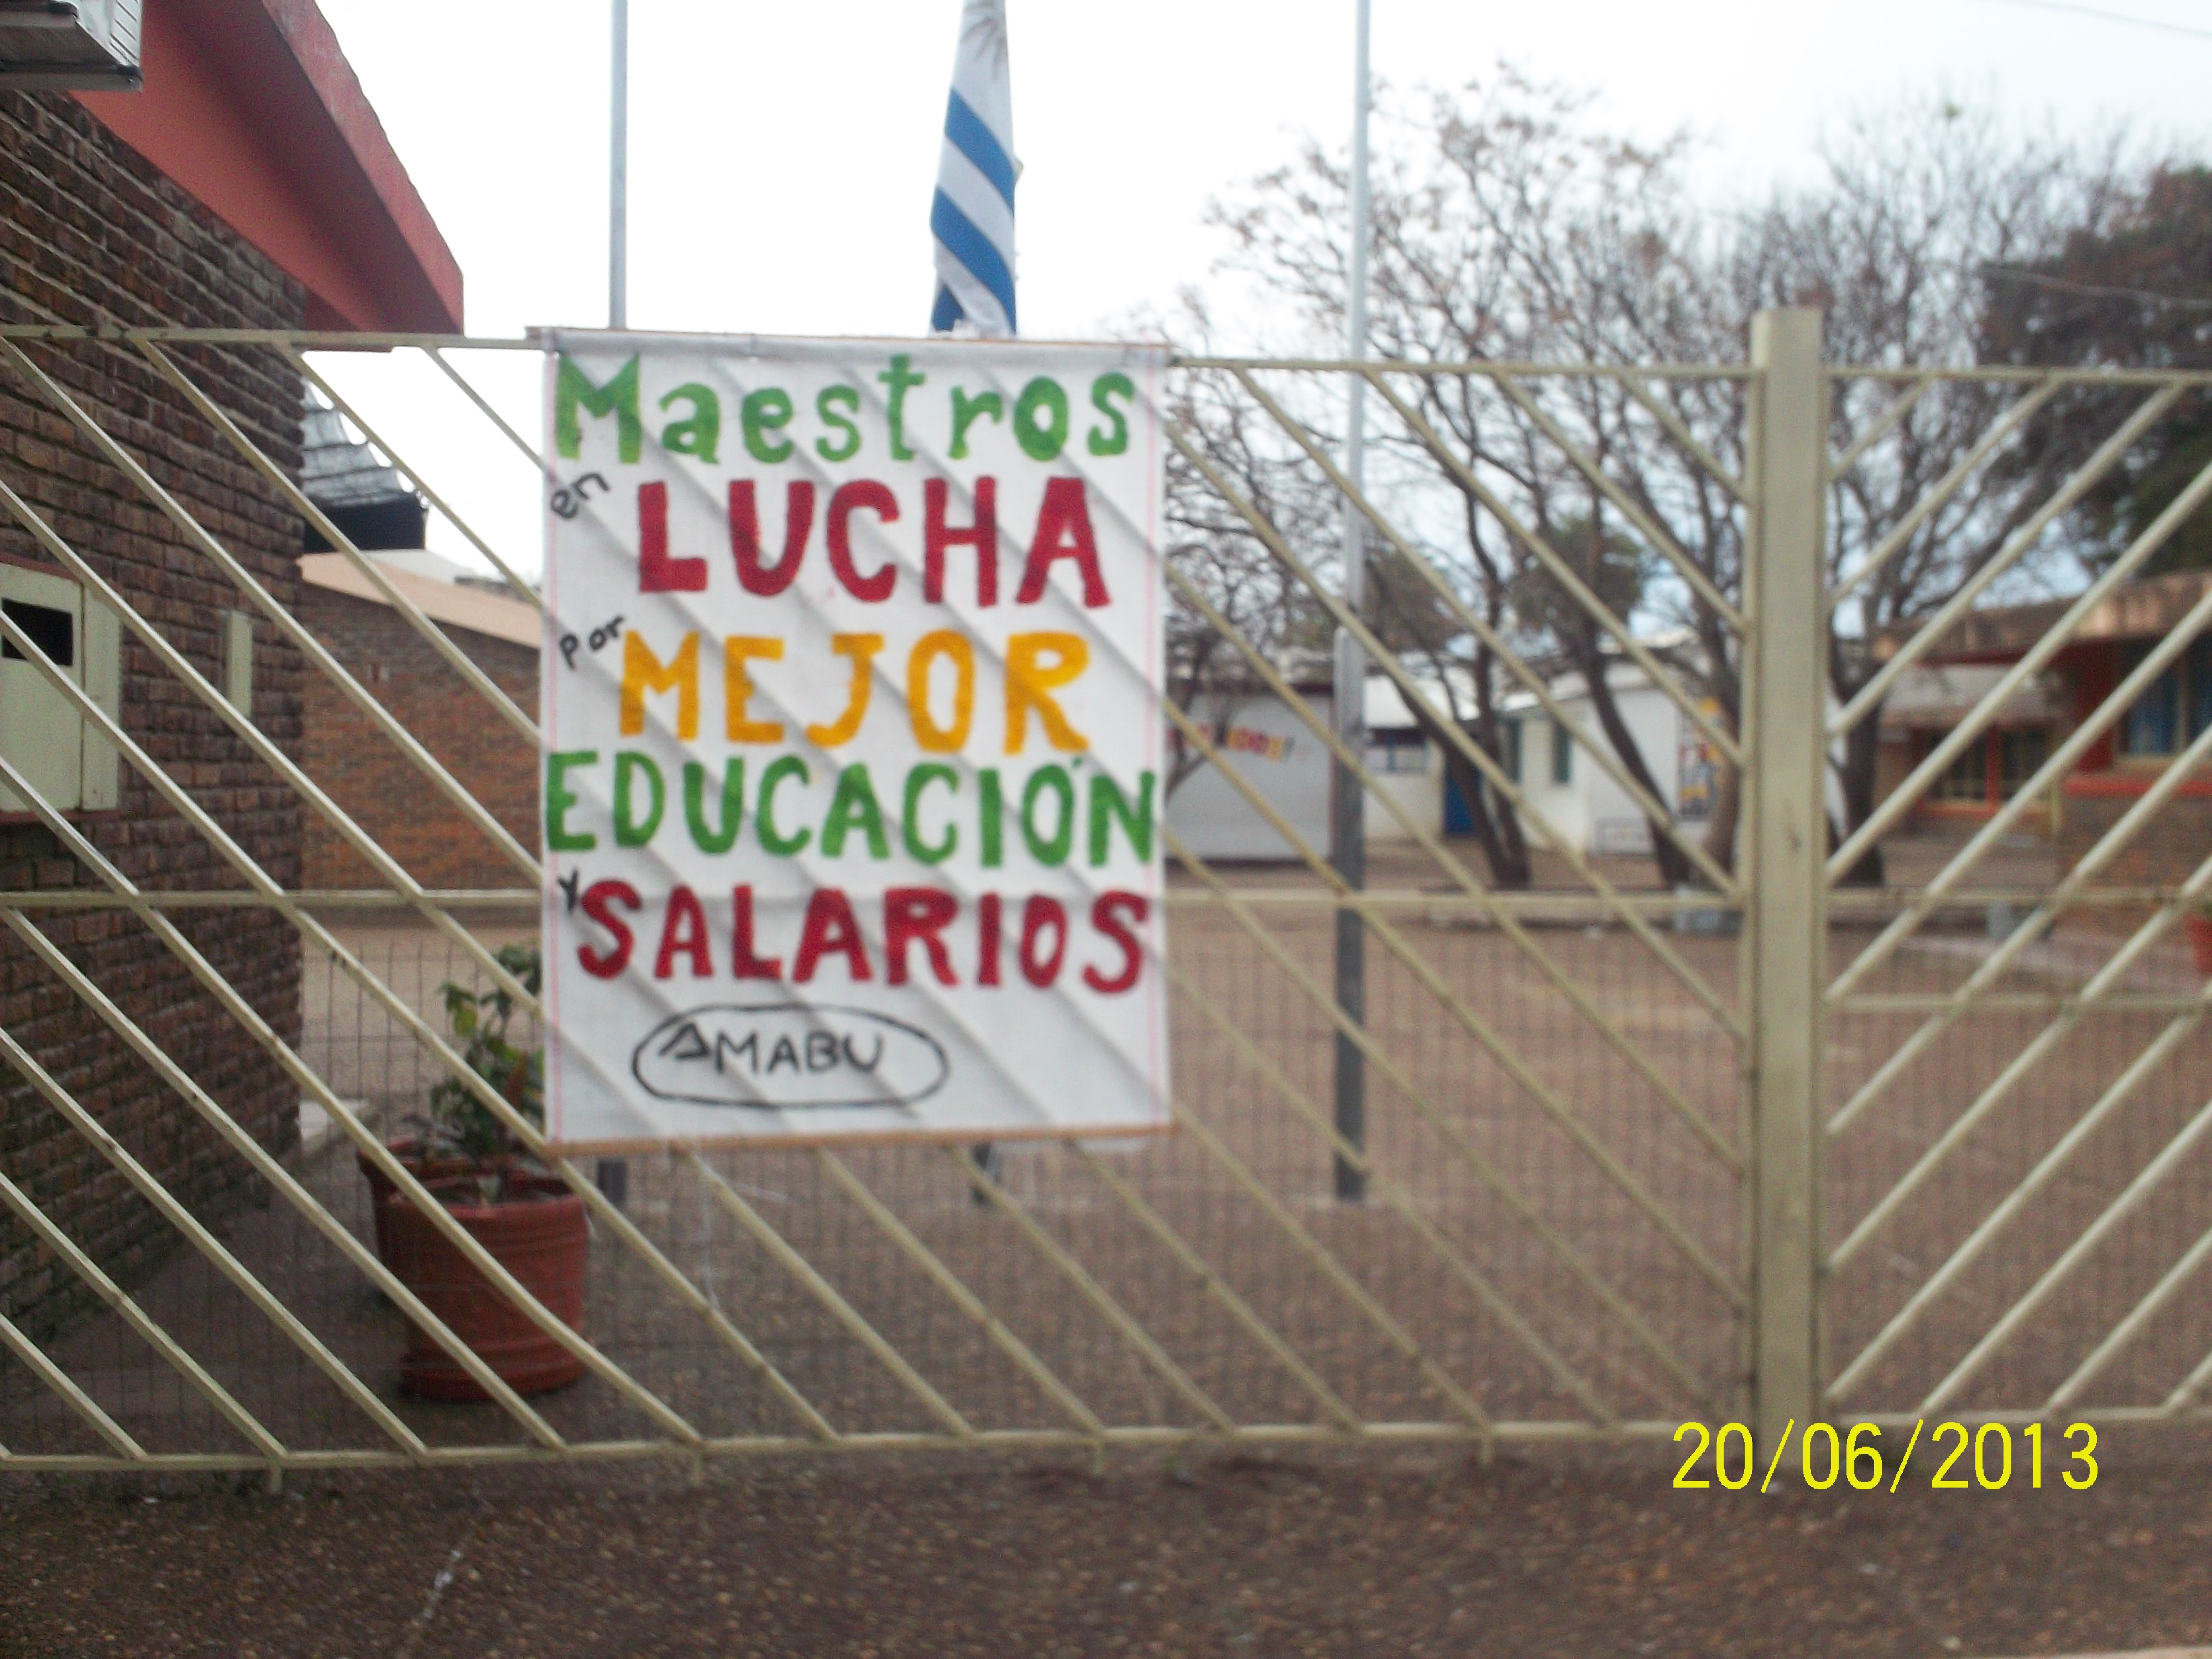 Maestros
en LUCHA
por MEJOR
EDUCACIÓN
y SALARIOS
AMABU
20/06/2013